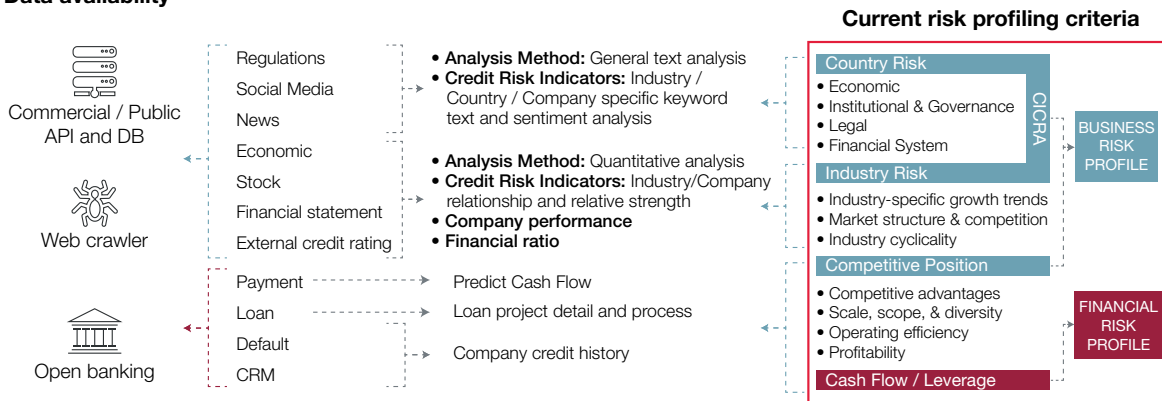 Data availability
Current risk profiling criteria
Commercial / Public
API and DB
Web crawler
Open banking
Regulations
Social Media
News
Economic
Stock
Financial statement
External credit rating
Payment
Loan
Default
CRM
• Analysis Method: General text analysis
• Credit Risk Indicators: Industry /
Country / Company specific keyword
text and sentiment analysis
• Analysis Method: Quantitative analysis
• Credit Risk Indicators: Industry/Company
relationship and relative strength
• Company performance
• Financial ratio
Predict Cash Flow
Loan project detail and process
Company credit history
Country Risk
• Economic
• Institutional & Governance
• Legal
• Financial System
CICRA
Industry Risk
• Industry-specific growth trends
• Market structure & competition
• Industry cyclicality
Competitive Position
• Competitive advantages
• Scale, scope, & diversity
• Operating efficiency
• Profitability
Cash Flow / Leverage
BUSINESS
RISK
PROFILE
FINANCIAL
RISK
PROFILE